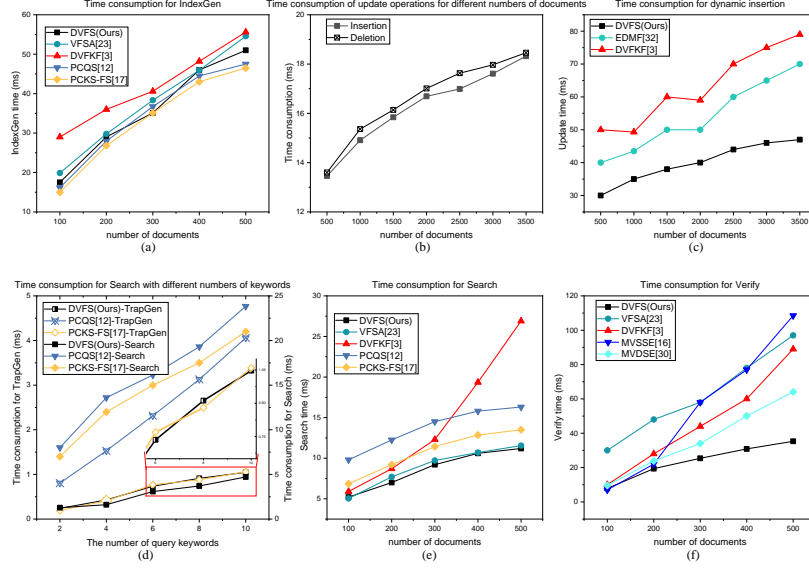 Time consumption for IndexGen
DVFS(Ours)
VFSA[23]
DVFKF[3]
PCQS[12]
PCKS-FS[17]
IndexGen time (ms)
60
50
40
30
20
10
100 200 300 400 500
number of documents
(a)
Time consumption of update operations for different numbers of documents
Insertion
Deletion
Time consumption (ms)
20
18
16
14
12
500 1000 1500 2000 2500 3000 3500
number of documents
(b)
Time consumption for dynamic insertion
DVFS(Ours)
EDMF[32]
DVFKF[3]
Update time (ms)
80
70
60
50
40
30
500 1000 1500 2000 2500 3000 3500
number of documents
(c)
Time consumption for Search with different numbers of keywords
DVFS(Ours)-TrapGen
PCQS[12]-TrapGen
PCKS-FS[17]-TrapGen
DVFS(Ours)-Search
PCQS[12]-Search
PCKS-FS[17]-Search
Time consumption for TrapGen (ms)
5
4
3
2
1
0
25
20
15
10
5
0
Time consumption for Search (ms)
2 4 6 8 10
The number of query keywords
(d)
Time consumption for Search
DVFS(Ours)
VFSA[23]
DVFKF[3]
PCQS[12]
PCKS-FS[17]
Search time (ms)
30
25
20
15
10
5
100 200 300 400 500
number of documents
(e)
Time consumption for Verify
DVFS(Ours)
VFSA[23]
DVFKF[3]
MVSSE[16]
MVDSE[30]
Verify time (ms)
120
100
80
60
40
20
0
100 200 300 400 500
number of documents
(f)